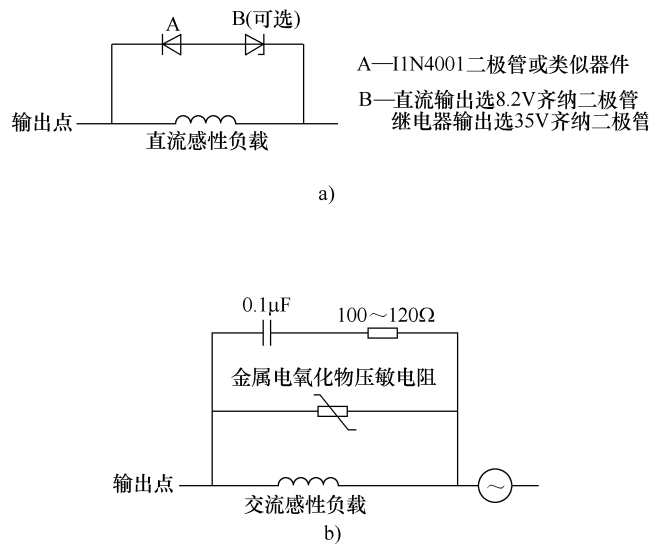 A
B(可选)
A—I1N4001二极管或类似器件
B—直流输出选8.2V齐纳二极管
继电器输出选35V齐纳二极管
输出点
直流感性负载
a)
0.1μF
100～120Ω
金属电氧化物压敏电阻
输出点
交流感性负载
b)